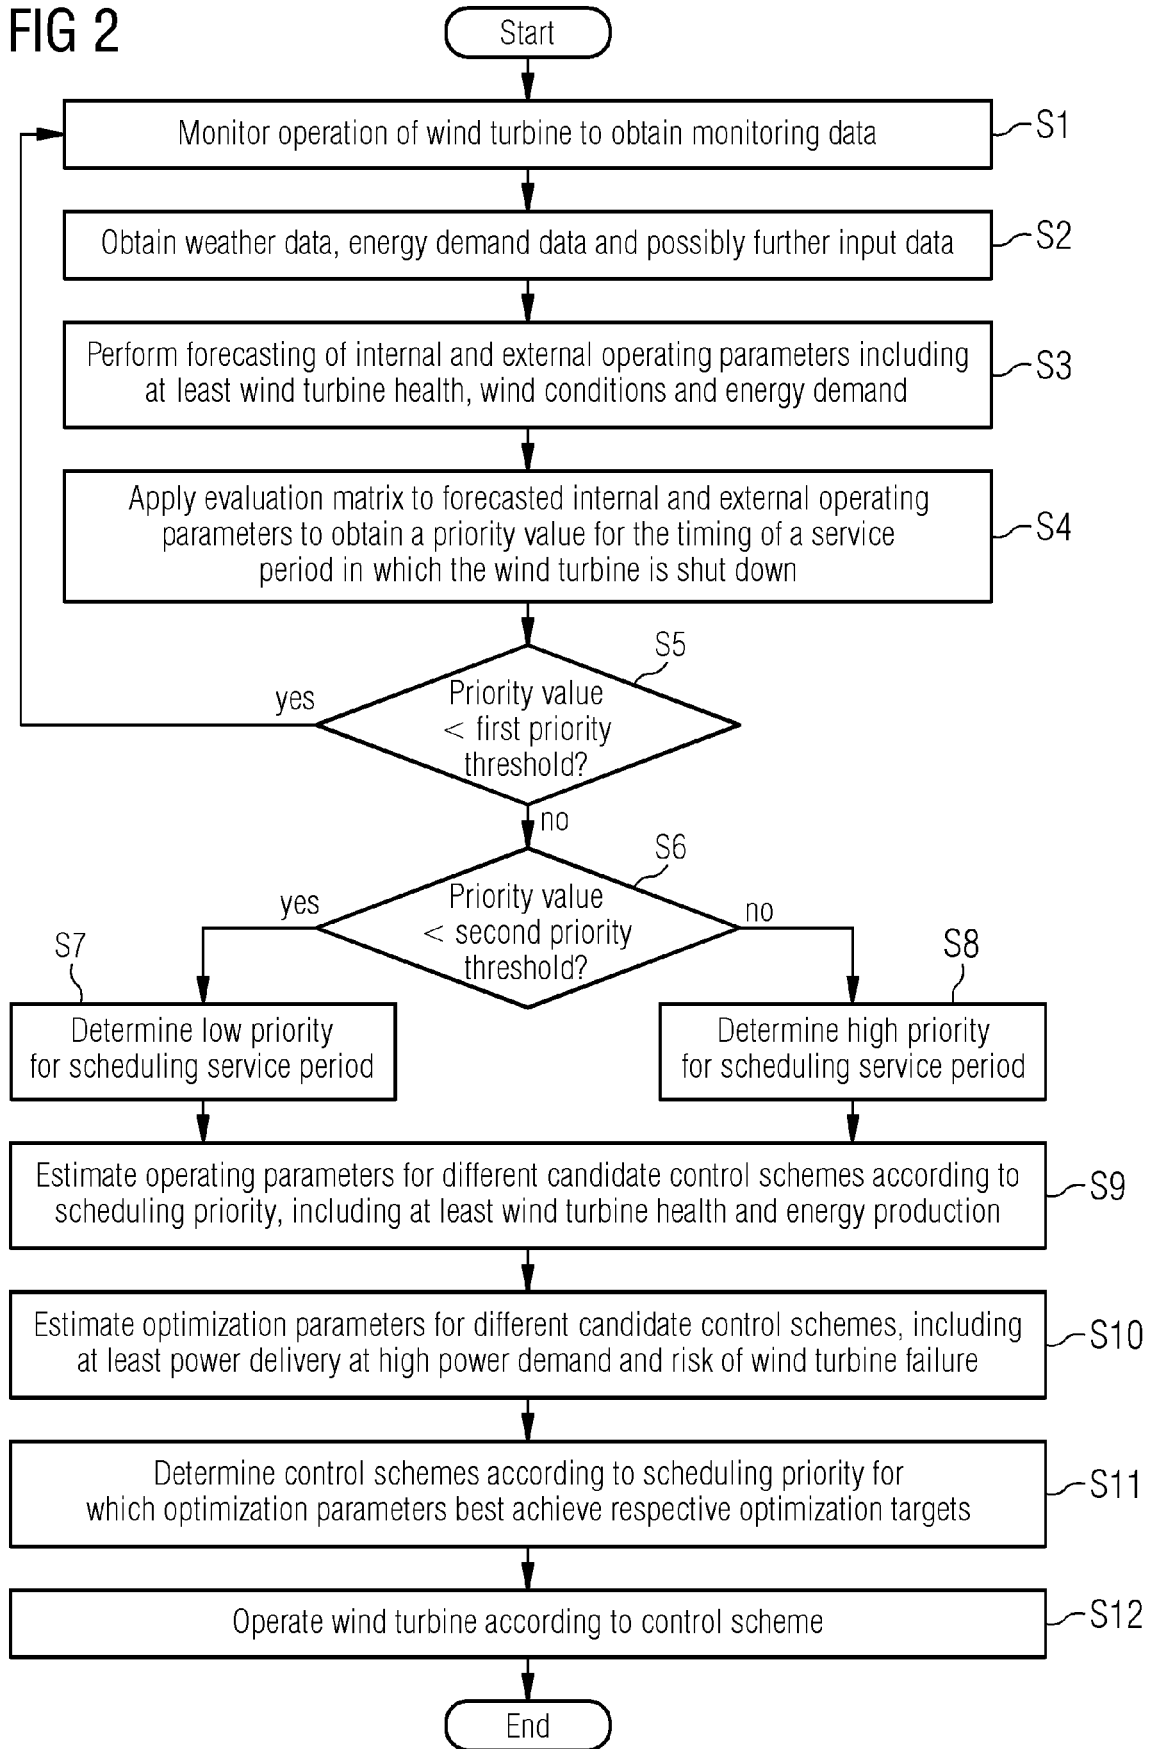 FIG 2
Start
Monitor operation of wind turbine to obtain monitoring data
S1
Obtain weather data, energy demand data and possibly further input data
S2
Perform forecasting of internal and external operating parameters including
at least wind turbine health, wind conditions and energy demand
S3
Apply evaluation matrix to forecasted internal and external operating
parameters to obtain a priority value for the timing of a service
period in which the wind turbine is shut down
S4
S5
yes
Priority value
< first priority
threshold?
no
S6
yes
Priority value
< second priority
threshold?
no
S7
S8
Determine low priority
for scheduling service period
Determine high priority
for scheduling service period
Estimate operating parameters for different candidate control schemes according to
scheduling priority, including at least wind turbine health and energy production
S9
Estimate optimization parameters for different candidate control schemes, including
at least power delivery at high power demand and risk of wind turbine failure
S10
Determine control schemes according to scheduling priority for
which optimization parameters best achieve respective optimization targets
S11
Operate wind turbine according to control scheme
S12
End